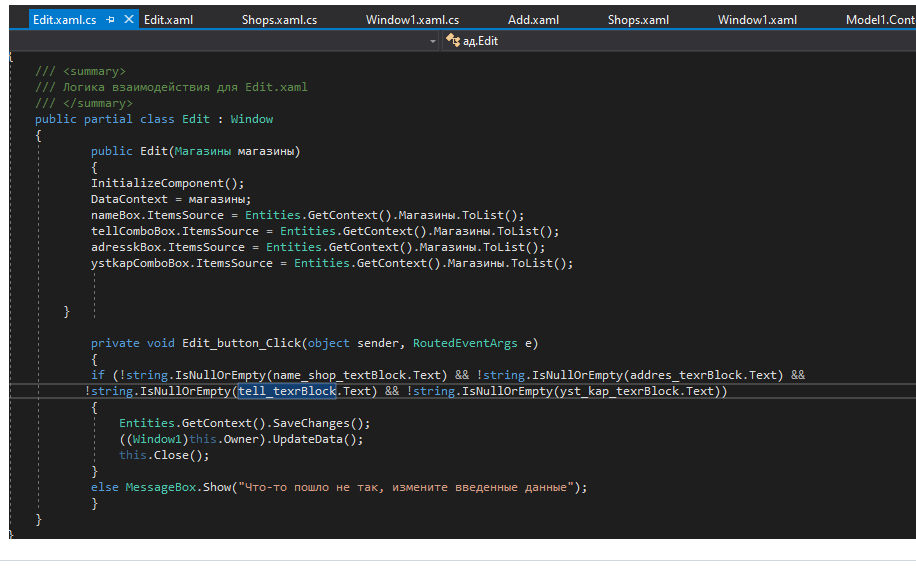 Edit.xaml.cs Edit.xaml Shops.xaml.cs Window1.xaml.cs Add.xaml Shops.xaml Window1.xaml Model1.Cont
ад.Edit
{
/// <summary>
/// Логика взаимодействия для Edit.xaml
/// </summary>
public partial class Edit : Window
{
public Edit(Магазины магазины)
{
InitializeComponent();
DataContext = магазины;
nameBox.ItemsSource = Entities.GetContext().Магазины.ToList();
tellComboBox.ItemsSource = Entities.GetContext().Магазины.ToList();
adresskBox.ItemsSource = Entities.GetContext().Магазины.ToList();
ystkapComboBox.ItemsSource = Entities.GetContext().Магазины.ToList();
}
private void Edit_button_Click(object sender, RoutedEventArgs e)
{
if (!string.IsNullOrEmpty(name_shop_textBlock.Text) && !string.IsNullOrEmpty(addres_texrBlock.Text) &&
!string.IsNullOrEmpty(tell_texrBlock.Text) && !string.IsNullOrEmpty(yst_kap_texrBlock.Text))
{
Entities.GetContext().SaveChanges();
((Window1)this.Owner).UpdateData();
this.Close();
}
else MessageBox.Show("Что-то пошло не так, измените введенные данные");
}
}
}